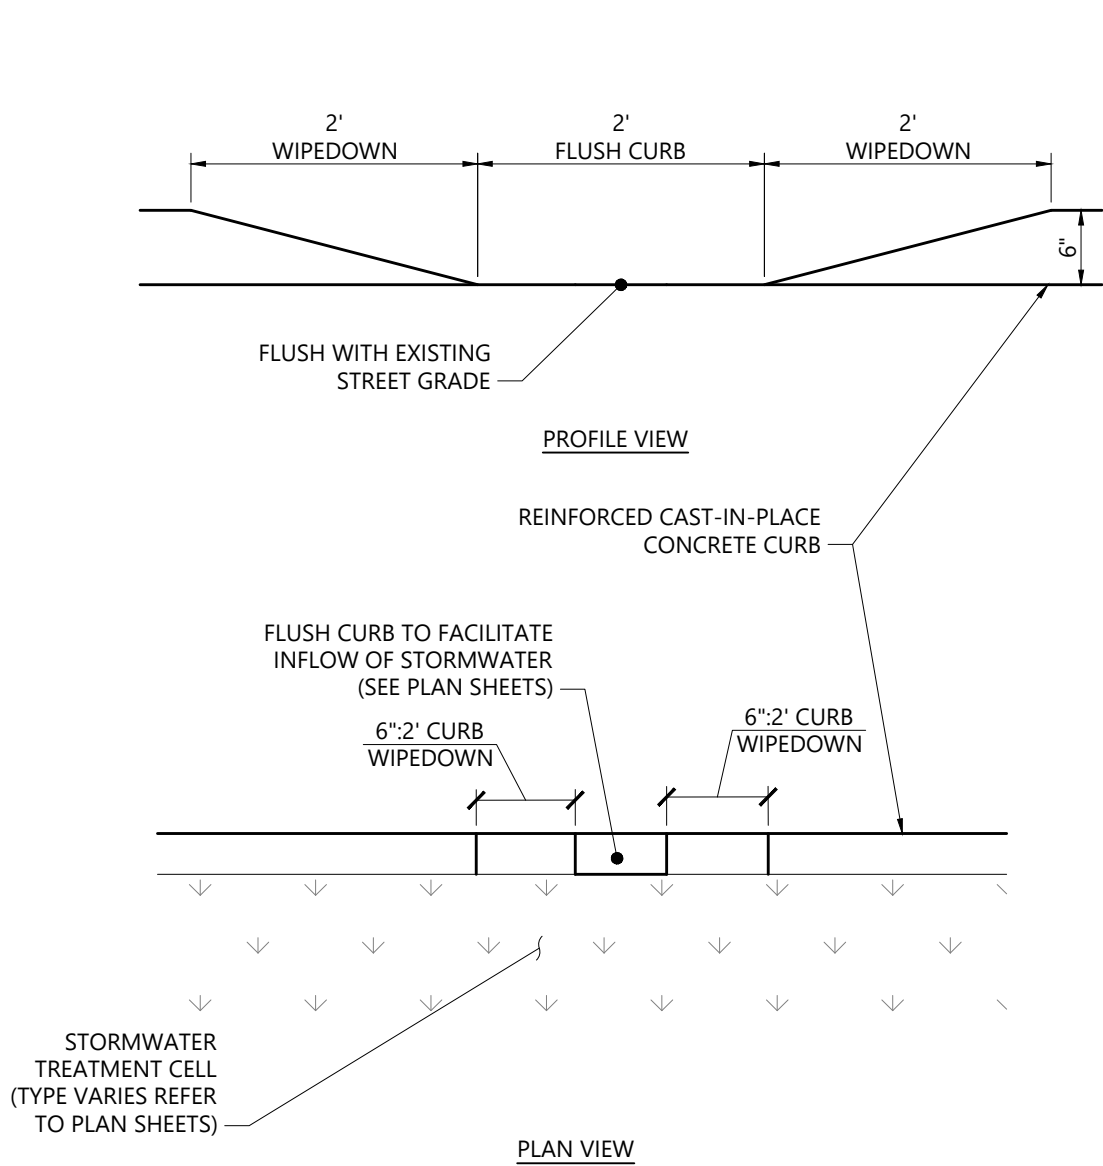 2'
WIPEDOWN
2'
FLUSH CURB
2'
WIPEDOWN
6"
FLUSH WITH EXISTING
STREET GRADE
PROFILE VIEW
REINFORCED CAST-IN-PLACE
CONCRETE CURB
FLUSH CURB TO FACILITATE
INFLOW OF STORMWATER
(SEE PLAN SHEETS)
6":2' CURB
WIPEDOWN
6":2' CURB
WIPEDOWN
STORMWATER
TREATMENT CELL
(TYPE VARIES REFER
TO PLAN SHEETS)
PLAN VIEW